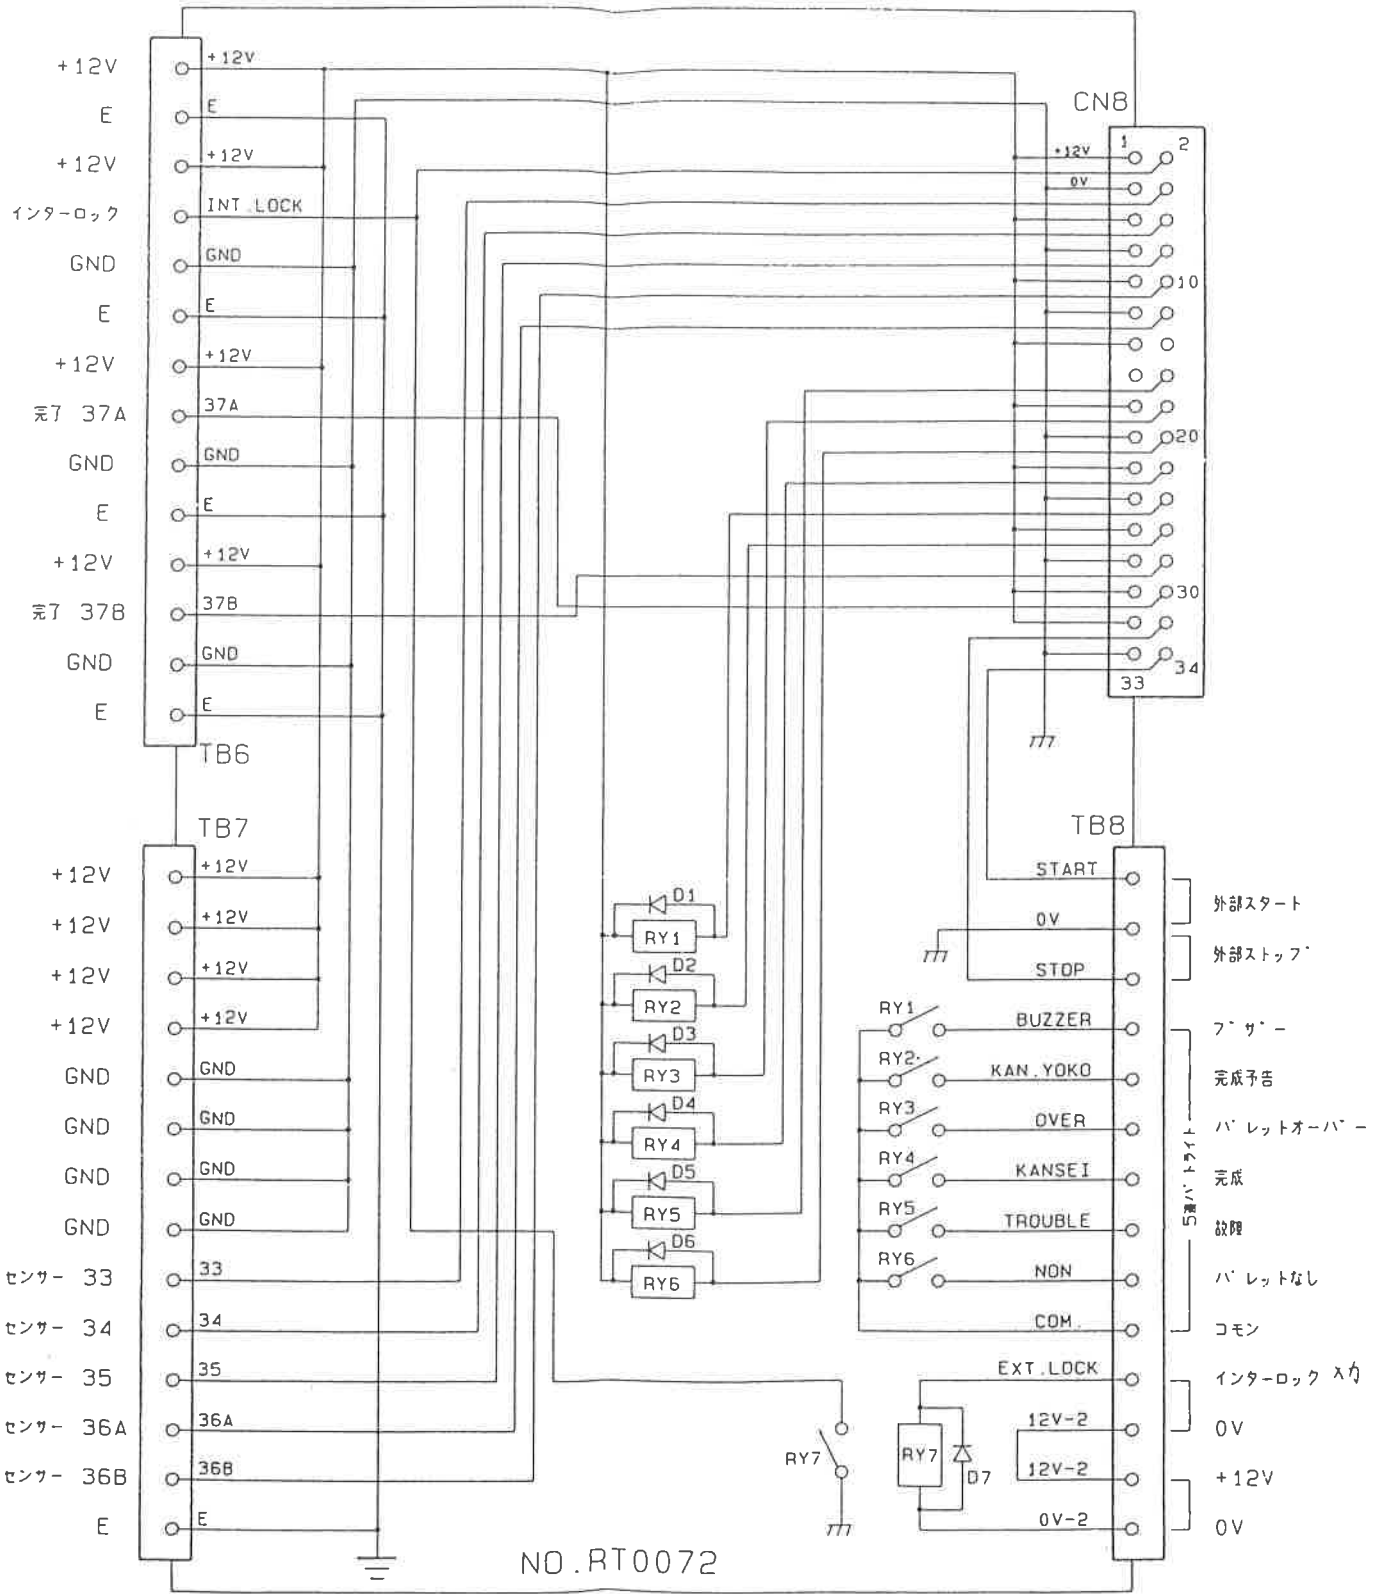 +12V +12V
E E
+12V +12V
インターロック INT.LOCK
GND GND
E E
+12V +12V
完了 37A 37A
GND GND
E E
+12V +12V
完了 37B 37B
GND GND
E E
TB6
CN8
1 2
+12V
0V
10
20
30
34
33
TB7
+12V +12V
+12V +12V
+12V +12V
+12V +12V
GND GND
GND GND
GND GND
GND GND
センサー 33 33
センサー 34 34
センサー 35 35
センサー 36A 36A
センサー 36B 36B
E E
D1
RY1
D2
RY2
D3
RY3
D4
RY4
D5
RY5
D6
RY6
TB8
START
外部スタート
0V
外部ストップ
STOP
RY1 BUZZER ブザー
RY2 KAN.YOKO 完成予告
RY3 OVER パレットオーバー
RY4 KANSEI 完成
RY5 TROUBLE 故障
RY6 NON パレットなし
COM. コモン
5連パトライト
EXT.LOCK インターロック入力
12V-2 0V
12V-2 +12V
0V-2 0V
RY7
RY7
D7
NO.RT0072